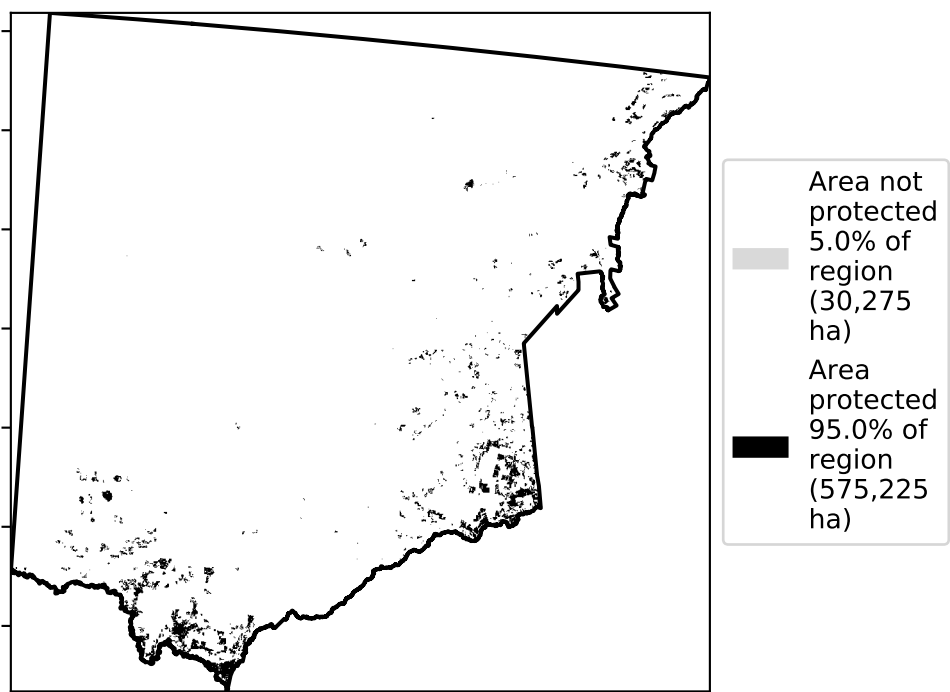 Area not
protected
5.0% of
region
(30,275
ha)
Area
protected
95.0% of
region
(575,225
ha)